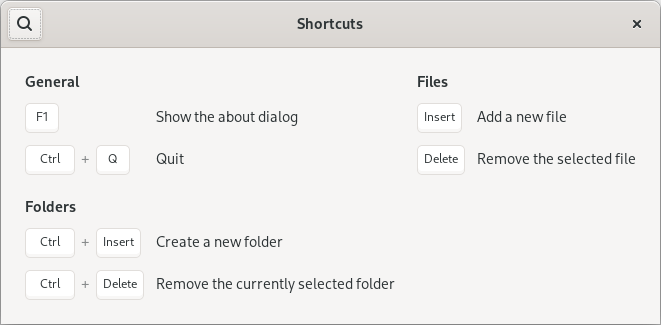 Shortcuts
General
F1 Show the about dialog
Ctrl + Q Quit
Folders
Ctrl + Insert Create a new folder
Ctrl + Delete Remove the currently selected folder
Files
Insert Add a new file
Delete Remove the selected file